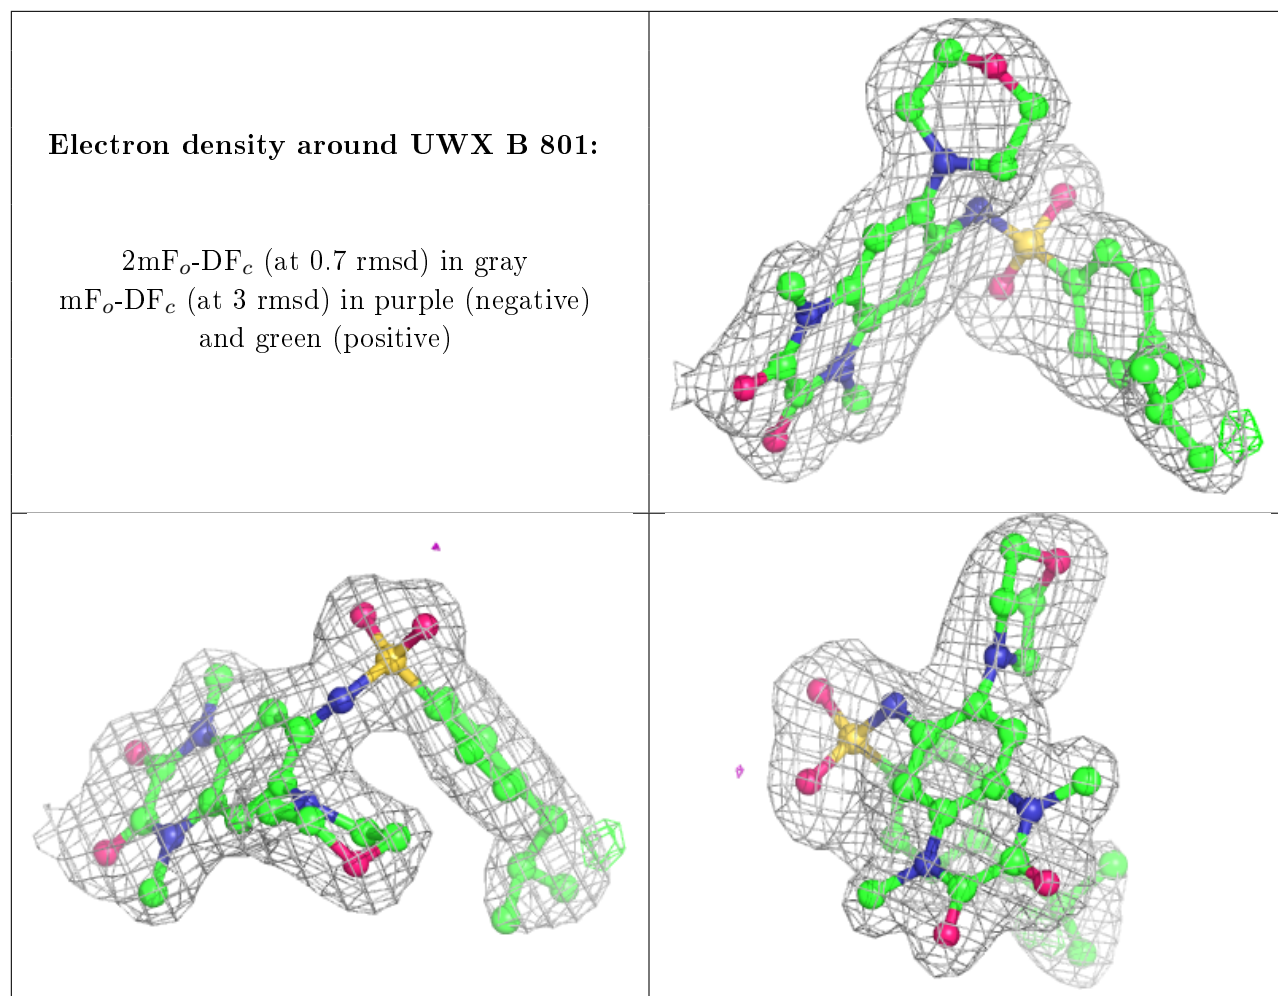 Electron density around UWX B 801:
2mFo-DFc (at 0.7 rmsd) in gray
mFo-DFc (at 3 rmsd) in purple (negative)
and green (positive)